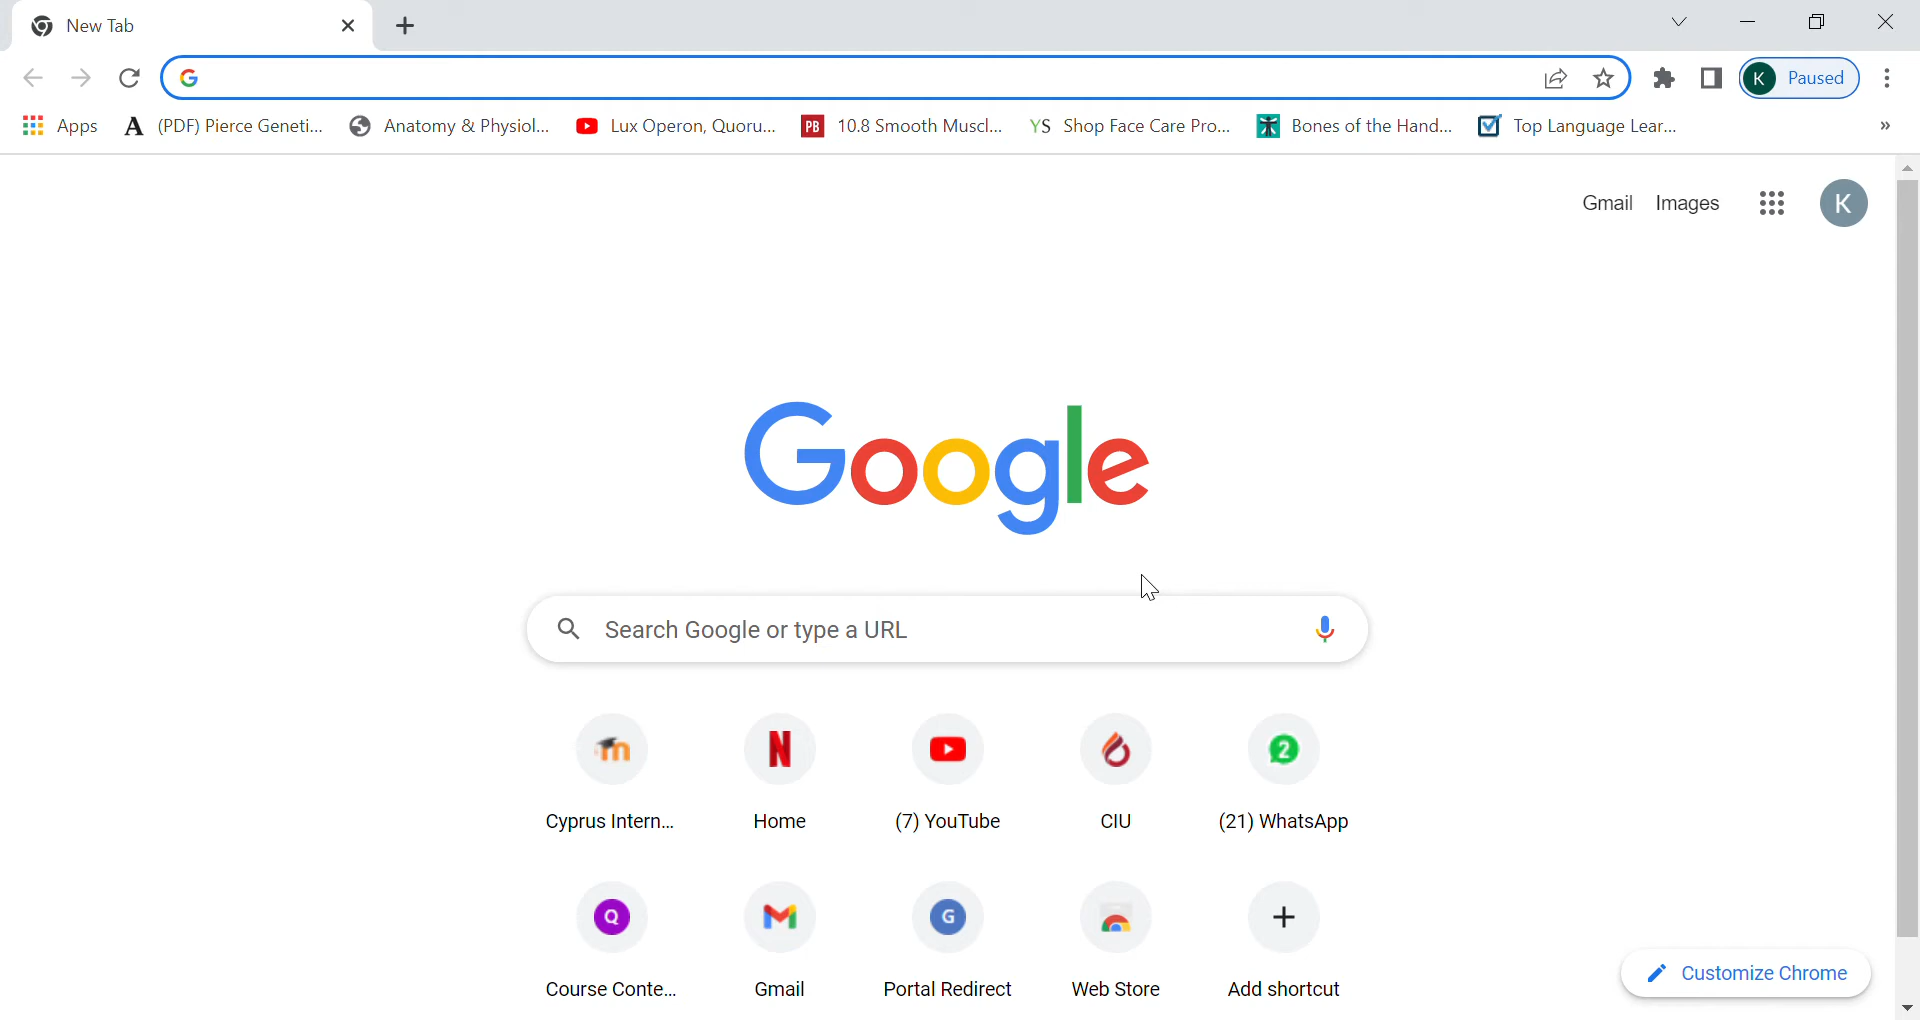 New Tab
K Paused
Apps (PDF) Pierce Geneti... Anatomy & Physiol... Lux Operon, Quoru... PB 10.8 Smooth Muscl... YS Shop Face Care Pro... Bones of the Hand... Top Language Lear... »
Gmail Images K
Google
Search Google or type a URL
Cyprus Intern... Home (7) YouTube CIU (21) WhatsApp
Course Conte... Gmail Portal Redirect Web Store Add shortcut
Customize Chrome